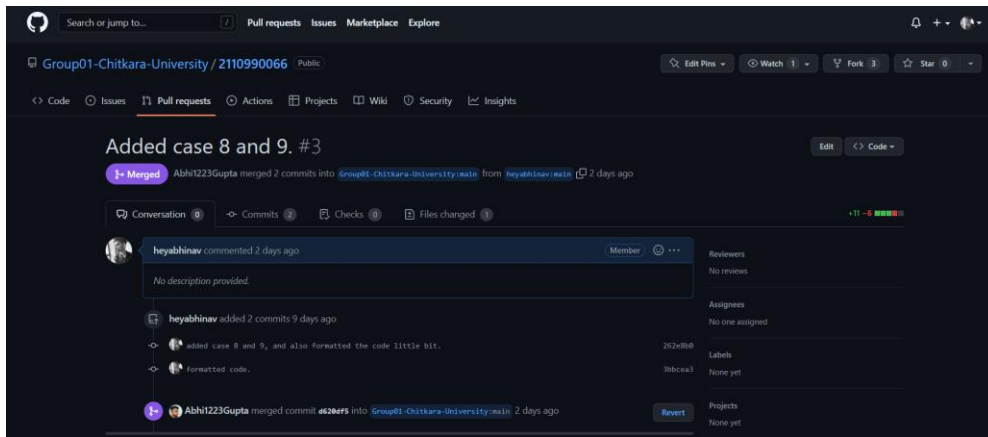 Search or jump to... / Pull requests Issues Marketplace Explore
Group01-Chitkara-University / 2110990066 Public Edit Pins Watch 1 Fork 3 Star 0
Code Issues Pull requests Actions Projects Wiki Security Insights
Added case 8 and 9. #3 Edit Code
Merged Abhi1223Gupta merged 2 commits into Group01-Chitkara-University:main from heyabhinav:main 2 days ago
Conversation 0 Commits 2 Checks 0 Files changed 1 +11 −6
heyabhinav commented 2 days ago Member ...
No description provided.
Reviewers
No reviews
Assignees
No one assigned
heyabhinav added 2 commits 9 days ago
added case 8 and 9, and also formatted the code little bit. 262e8b0
Labels
None yet
formatted code. 3bbcea3
Abhi1223Gupta merged commit d620df5 into Group01-Chitkara-University:main 2 days ago Revert
Projects
None yet